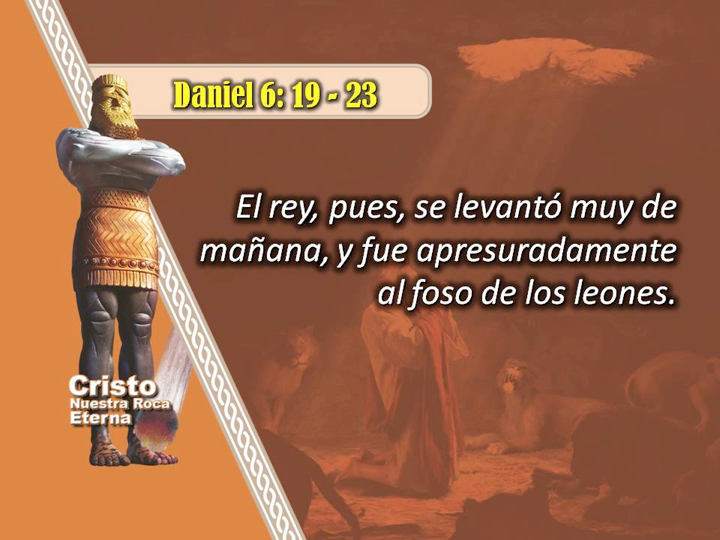 Daniel 6: 19 - 23
El rey, pues, se levantó muy de
mañana, y fue apresuradamente
al foso de los leones.
Cristo
Nuestra Roca
Eterna